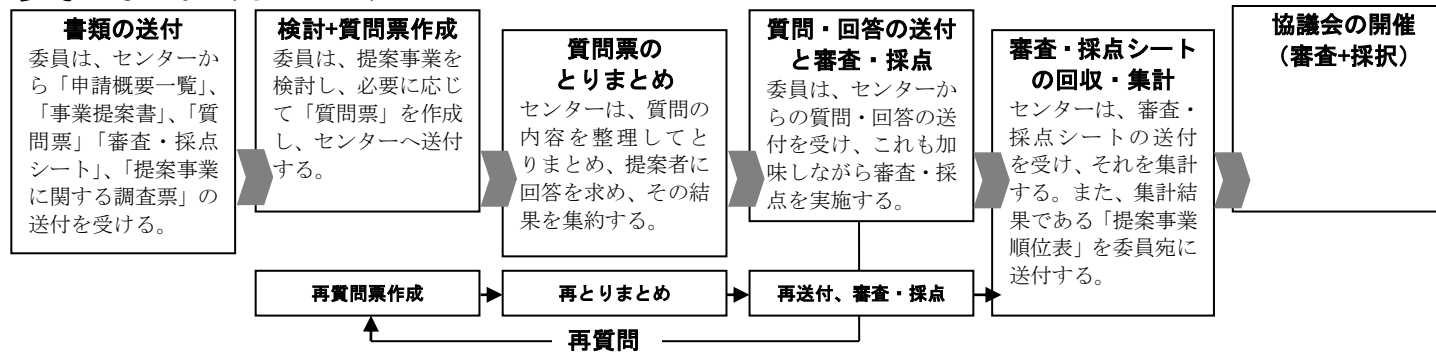 書類の送付
委員は、センターか
ら「申請概要一覧」、
「事業提案書」、「質
問票」「審査・採点
シート」、「提案事業
に関する調査票」の
送付を受ける。
検討+質問票作成
委員は、提案事業を
検討し、必要に応じ
て「質問票」を作成
し、センターへ送付
する。
質問票の
とりまとめ
センターは、質問の
内容を整理してと
りまとめ、提案者に
回答を求め、その結
果を集約する。
質問・回答の送付
と審査・採点
委員は、センターか
らの質問・回答の送
付を受け、これも加
味しながら審査・採
点を実施する。
審査・採点シート
の回収・集計
センターは、審査・
採点シートの送付
を受け、それを集計
する。また、集計結
果である「提案事業
順位表」を委員宛に
送付する。
協議会の開催
（審査+採択）
再質問票作成
再とりまとめ
再送付、審査・採点
再質問